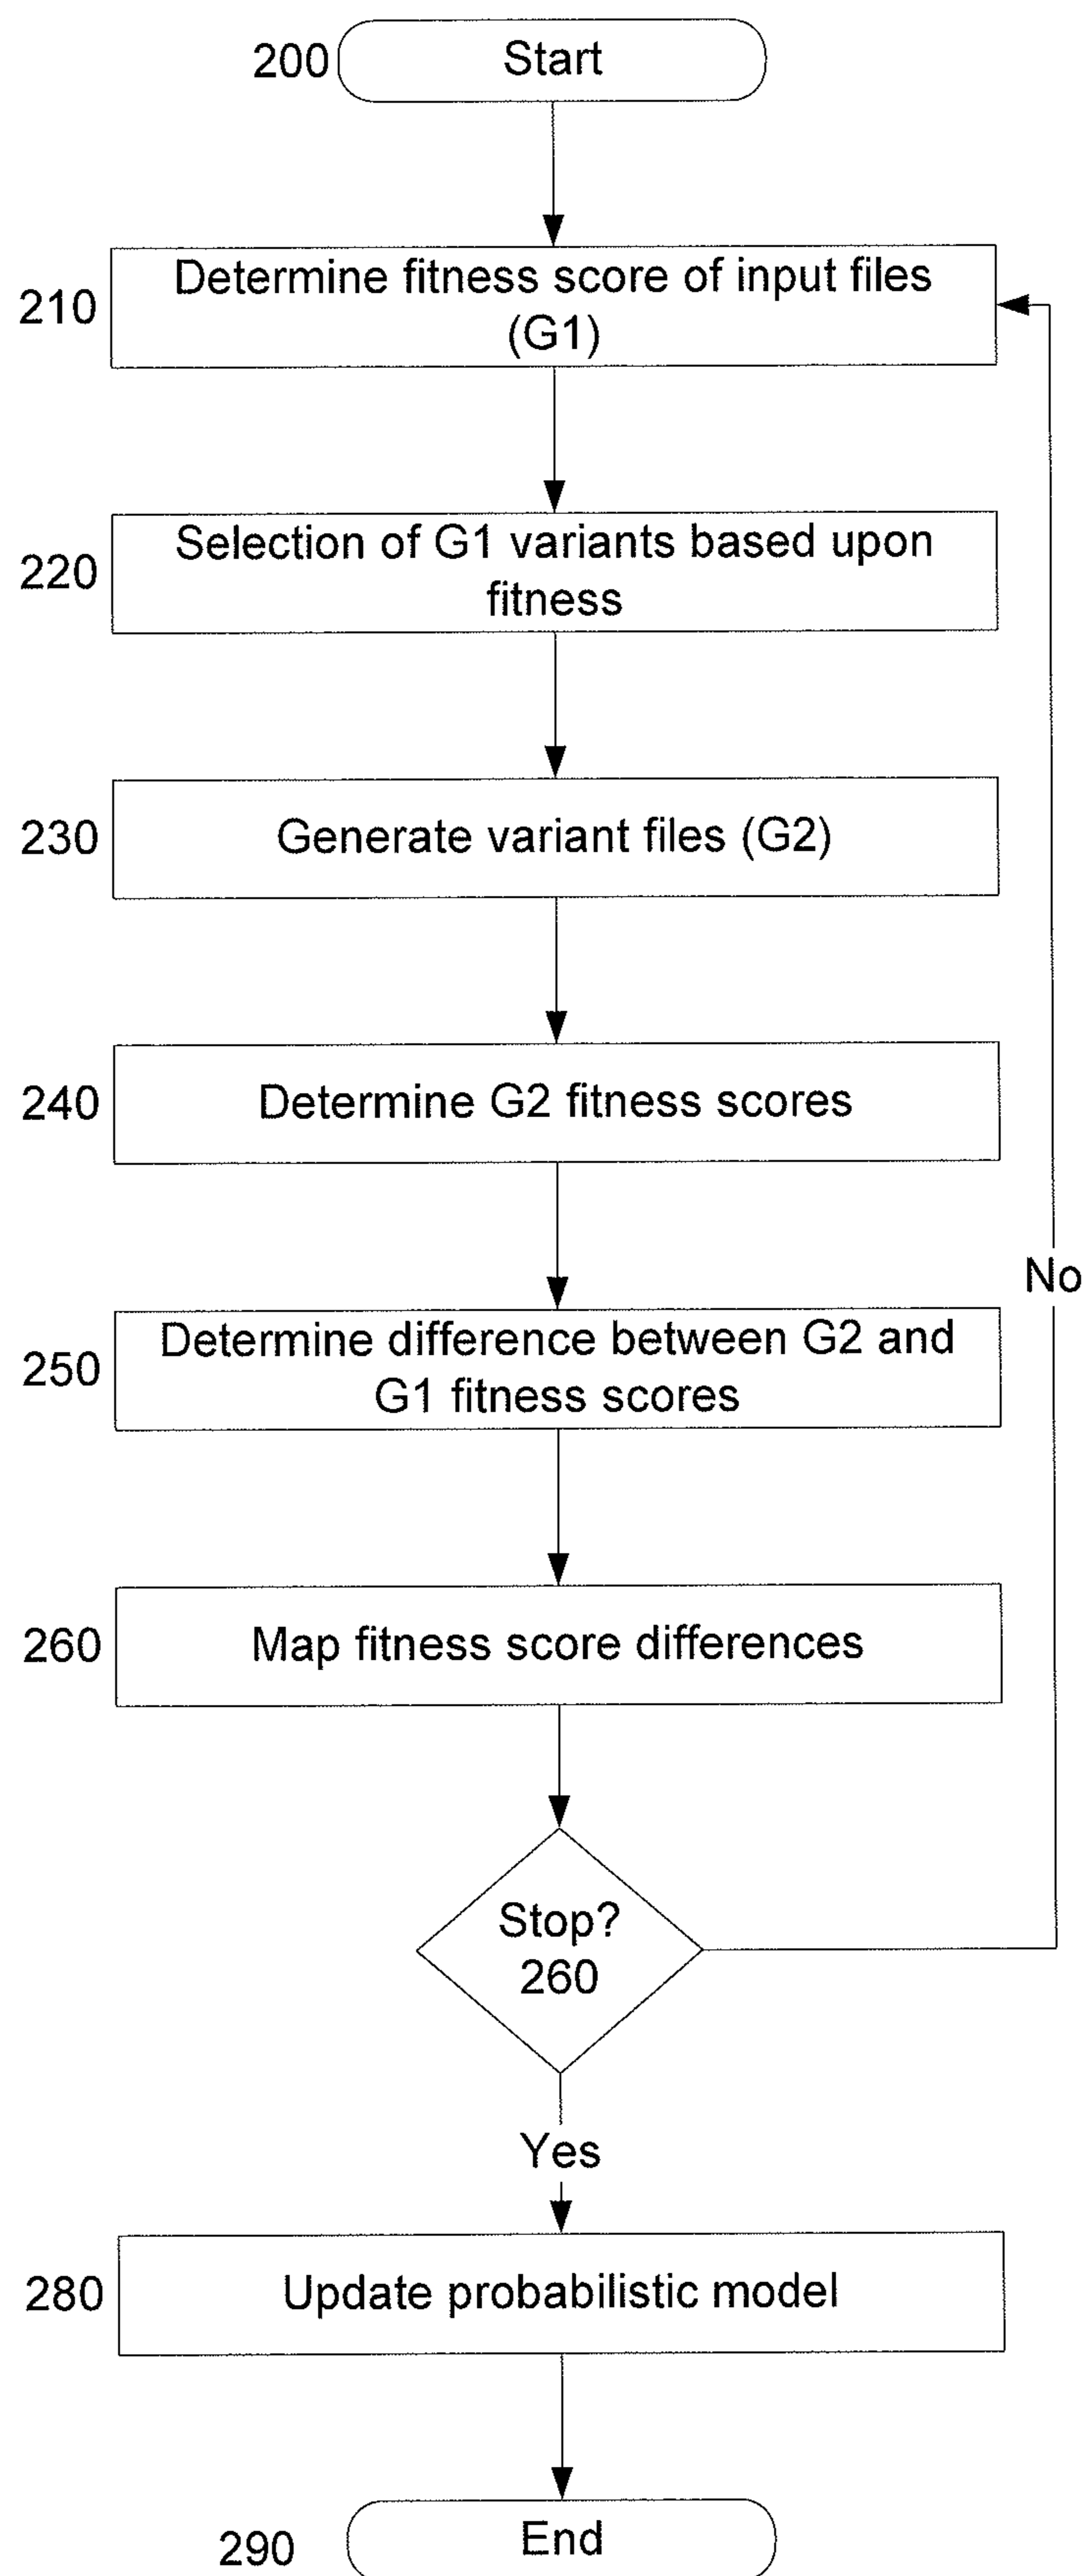 200
Start
210
Determine fitness score of input files
(G1)
220
Selection of G1 variants based upon
fitness
230
Generate variant files (G2)
240
Determine G2 fitness scores
No
250
Determine difference between G2 and
G1 fitness scores
260
Map fitness score differences
Stop?
260
Yes
280
Update probabilistic model
290
End